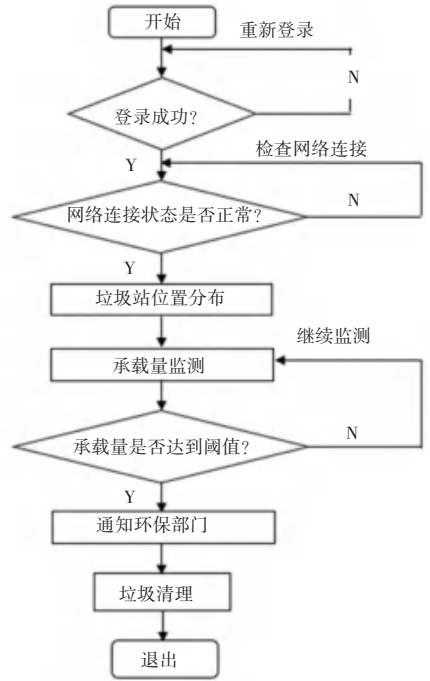 开始
重新登录
N
登录成功?
Y
检查网络连接
网络连接状态是否正常?
N
Y
垃圾站位置分布
继续监测
承载量监测
承载量是否达到阈值?
N
Y
通知环保部门
垃圾清理
退出